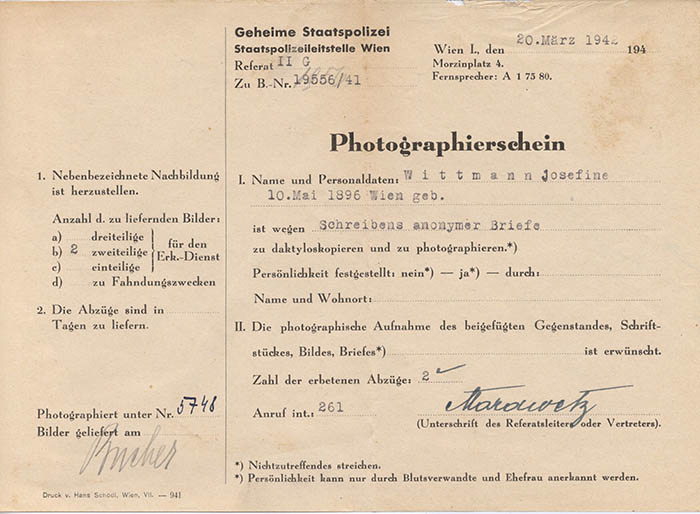 Geheime Staatspolizei
Staatspolizeileitstelle Wien
Referat II G
Zu B.-Nr. 19556/41
Wien I., den 20.März 1942 194
Morzinplatz 4.
Fernsprecher: A 1 75 80.
Photographierschein
1. Nebenbezeichnete Nachbildung
ist herzustellen.
Anzahl d. zu liefernden Bilder:
a) dreiteilige
b) 2 zweiteilige
c) einteilige
für den
Erk.-Dienst
d) zu Fahndungszwecken
2. Die Abzüge sind in
Tagen zu liefern.
Photographiert unter Nr. 5746
Bilder geliefert am
Druck v. Hans Schödl, Wien, VII. — 941
I. Name und Personaldaten: Wittmann Josefine
10.Mai 1896 Wien geb.
ist wegen Schreibens anonymer Briefe
zu daktyloskopieren und zu photographieren.*)
Persönlichkeit festgestellt: nein*) — ja*) — durch:
Name und Wohnort:
II. Die photographische Aufnahme des beigefügten Gegenstandes, Schrift-
stückes, Bildes, Briefes*) ist erwünscht.
Zahl der erbetenen Abzüge: 2
Anruf int.: 261
(Unterschrift des Referatsleiters oder Vertreters).
*) Nichtzutreffendes streichen.
*) Persönlichkeit kann nur durch Blutsverwandte und Ehefrau anerkannt werden.